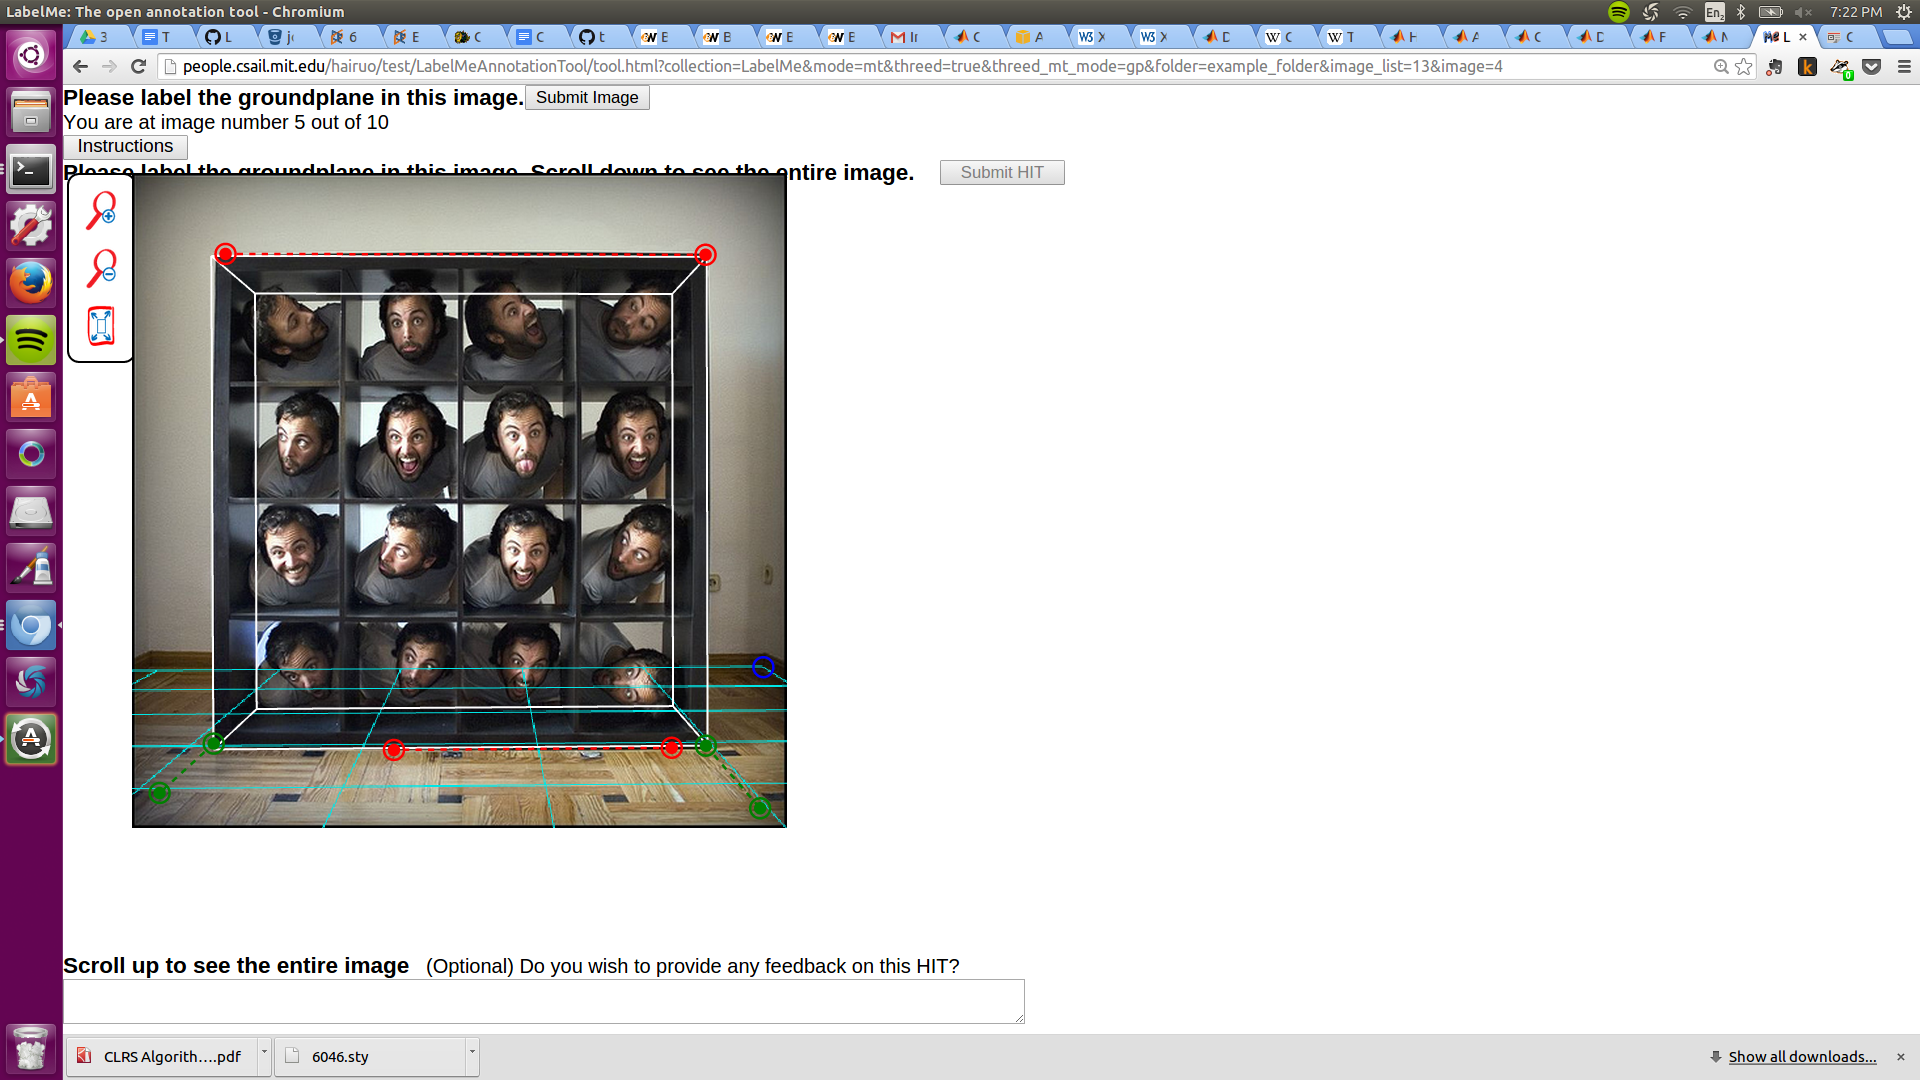 LabelMe: The open annotation tool - Chromium
En2
7:22 PM
3 T L 6 E C C t E B E E Ir C A X X D C T H A C D F L C
people.csail.mit.edu/hairuo/test/LabelMeAnnotationTool/tool.html?collection=LabelMe&mode=mt&threed=true&threed_mt_mode=gp&folder=example_folder&image_list=13&image=4
Please label the groundplane in this image. Submit Image
You are at image number 5 out of 10
Instructions
Please label the groundplane in this image. Scroll down to see the entire image. Submit HIT
Scroll up to see the entire image (Optional) Do you wish to provide any feedback on this HIT?
CLRS Algorith....pdf 6046.sty Show all downloads...